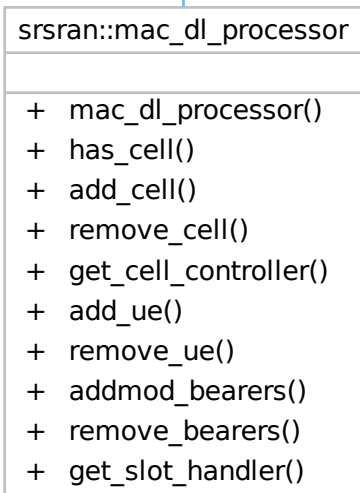 srsran::mac_dl_processor
+ mac_dl_processor()
+ has_cell()
+ add_cell()
+ remove_cell()
+ get_cell_controller()
+ add_ue()
+ remove_ue()
+ addmod_bearers()
+ remove_bearers()
+ get_slot_handler()